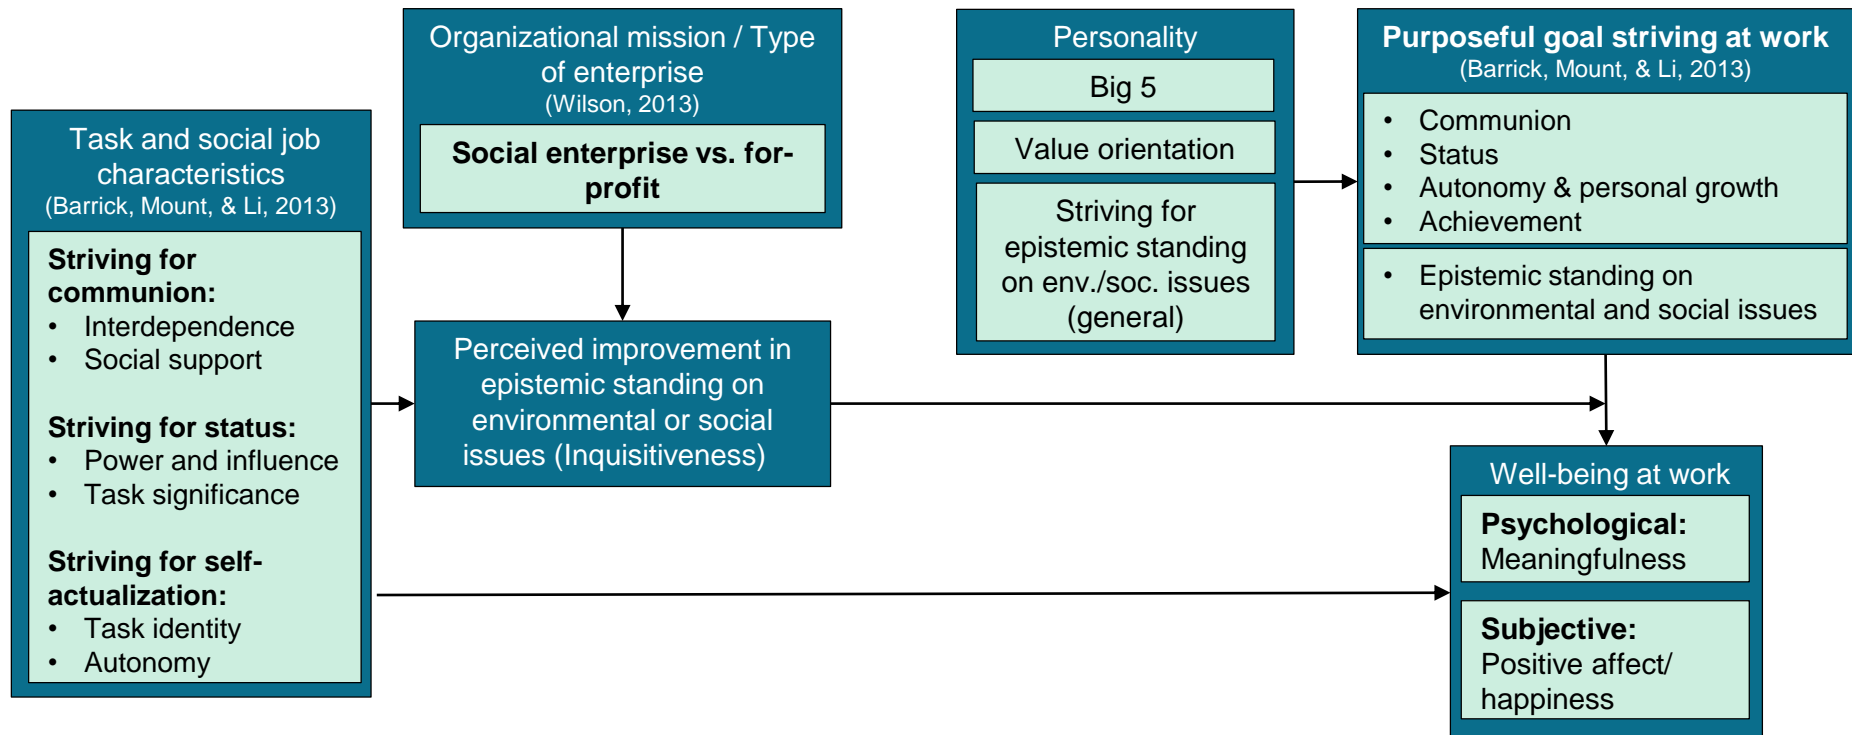 Task and social job
characteristics
(Barrick, Mount, & Li, 2013)
Striving for
communion:
• Interdependence
• Social support
Striving for status:
• Power and influence
• Task significance
Striving for self-
actualization:
• Task identity
• Autonomy
Organizational mission / Type
of enterprise
(Wilson, 2013)
Social enterprise vs. for-
profit
Perceived improvement in
epistemic standing on
environmental or social
issues (Inquisitiveness)
Personality
Big 5
Value orientation
Striving for
epistemic standing
on env./soc. issues
(general)
Purposeful goal striving at work
(Barrick, Mount, & Li, 2013)
• Communion
• Status
• Autonomy & personal growth
• Achievement
• Epistemic standing on
environmental and social issues
Well-being at work
Psychological:
Meaningfulness
Subjective:
Positive affect/
happiness